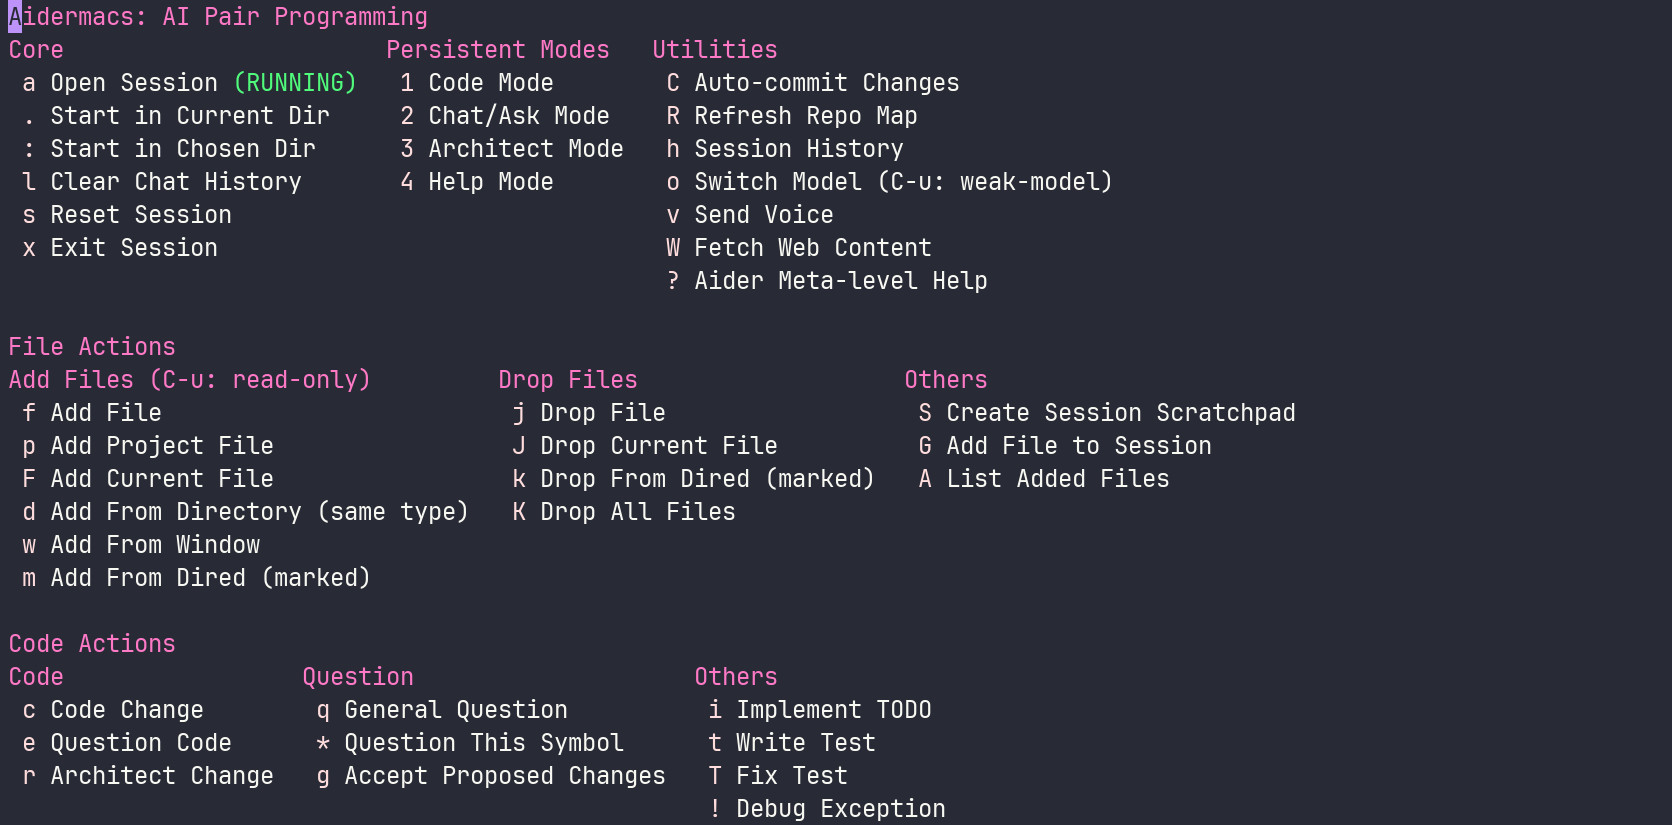 Aidermacs: AI Pair Programming
Core Persistent Modes Utilities
a Open Session (RUNNING) 1 Code Mode C Auto-commit Changes
. Start in Current Dir 2 Chat/Ask Mode R Refresh Repo Map
: Start in Chosen Dir 3 Architect Mode h Session History
l Clear Chat History 4 Help Mode o Switch Model (C-u: weak-model)
s Reset Session v Send Voice
x Exit Session W Fetch Web Content
? Aider Meta-level Help
File Actions
Add Files (C-u: read-only) Drop Files Others
f Add File j Drop File S Create Session Scratchpad
p Add Project File J Drop Current File G Add File to Session
F Add Current File k Drop From Dired (marked) A List Added Files
d Add From Directory (same type) K Drop All Files
w Add From Window
m Add From Dired (marked)
Code Actions
Code Question Others
c Code Change q General Question i Implement TODO
e Question Code * Question This Symbol t Write Test
r Architect Change g Accept Proposed Changes T Fix Test
! Debug Exception